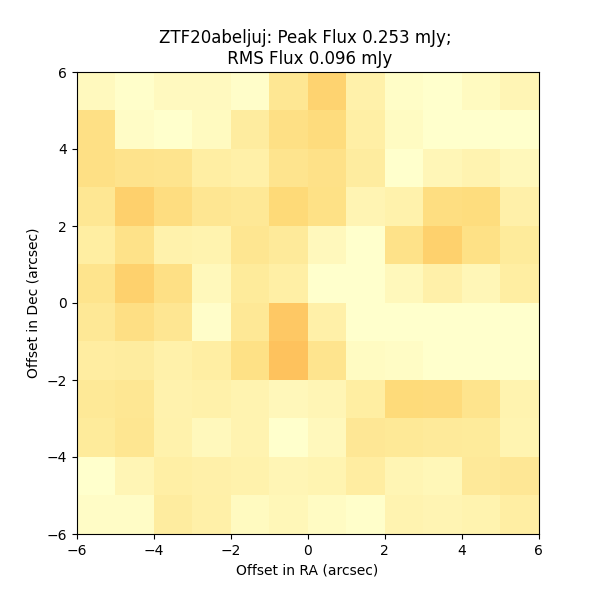 ZTF20abeljuj: Peak Flux 0.253 mJy;
RMS Flux 0.096 mJy
6
4
2
0
−2
−4
−6
Offset in Dec (arcsec)
−6 −4 −2 0 2 4 6
Offset in RA (arcsec)